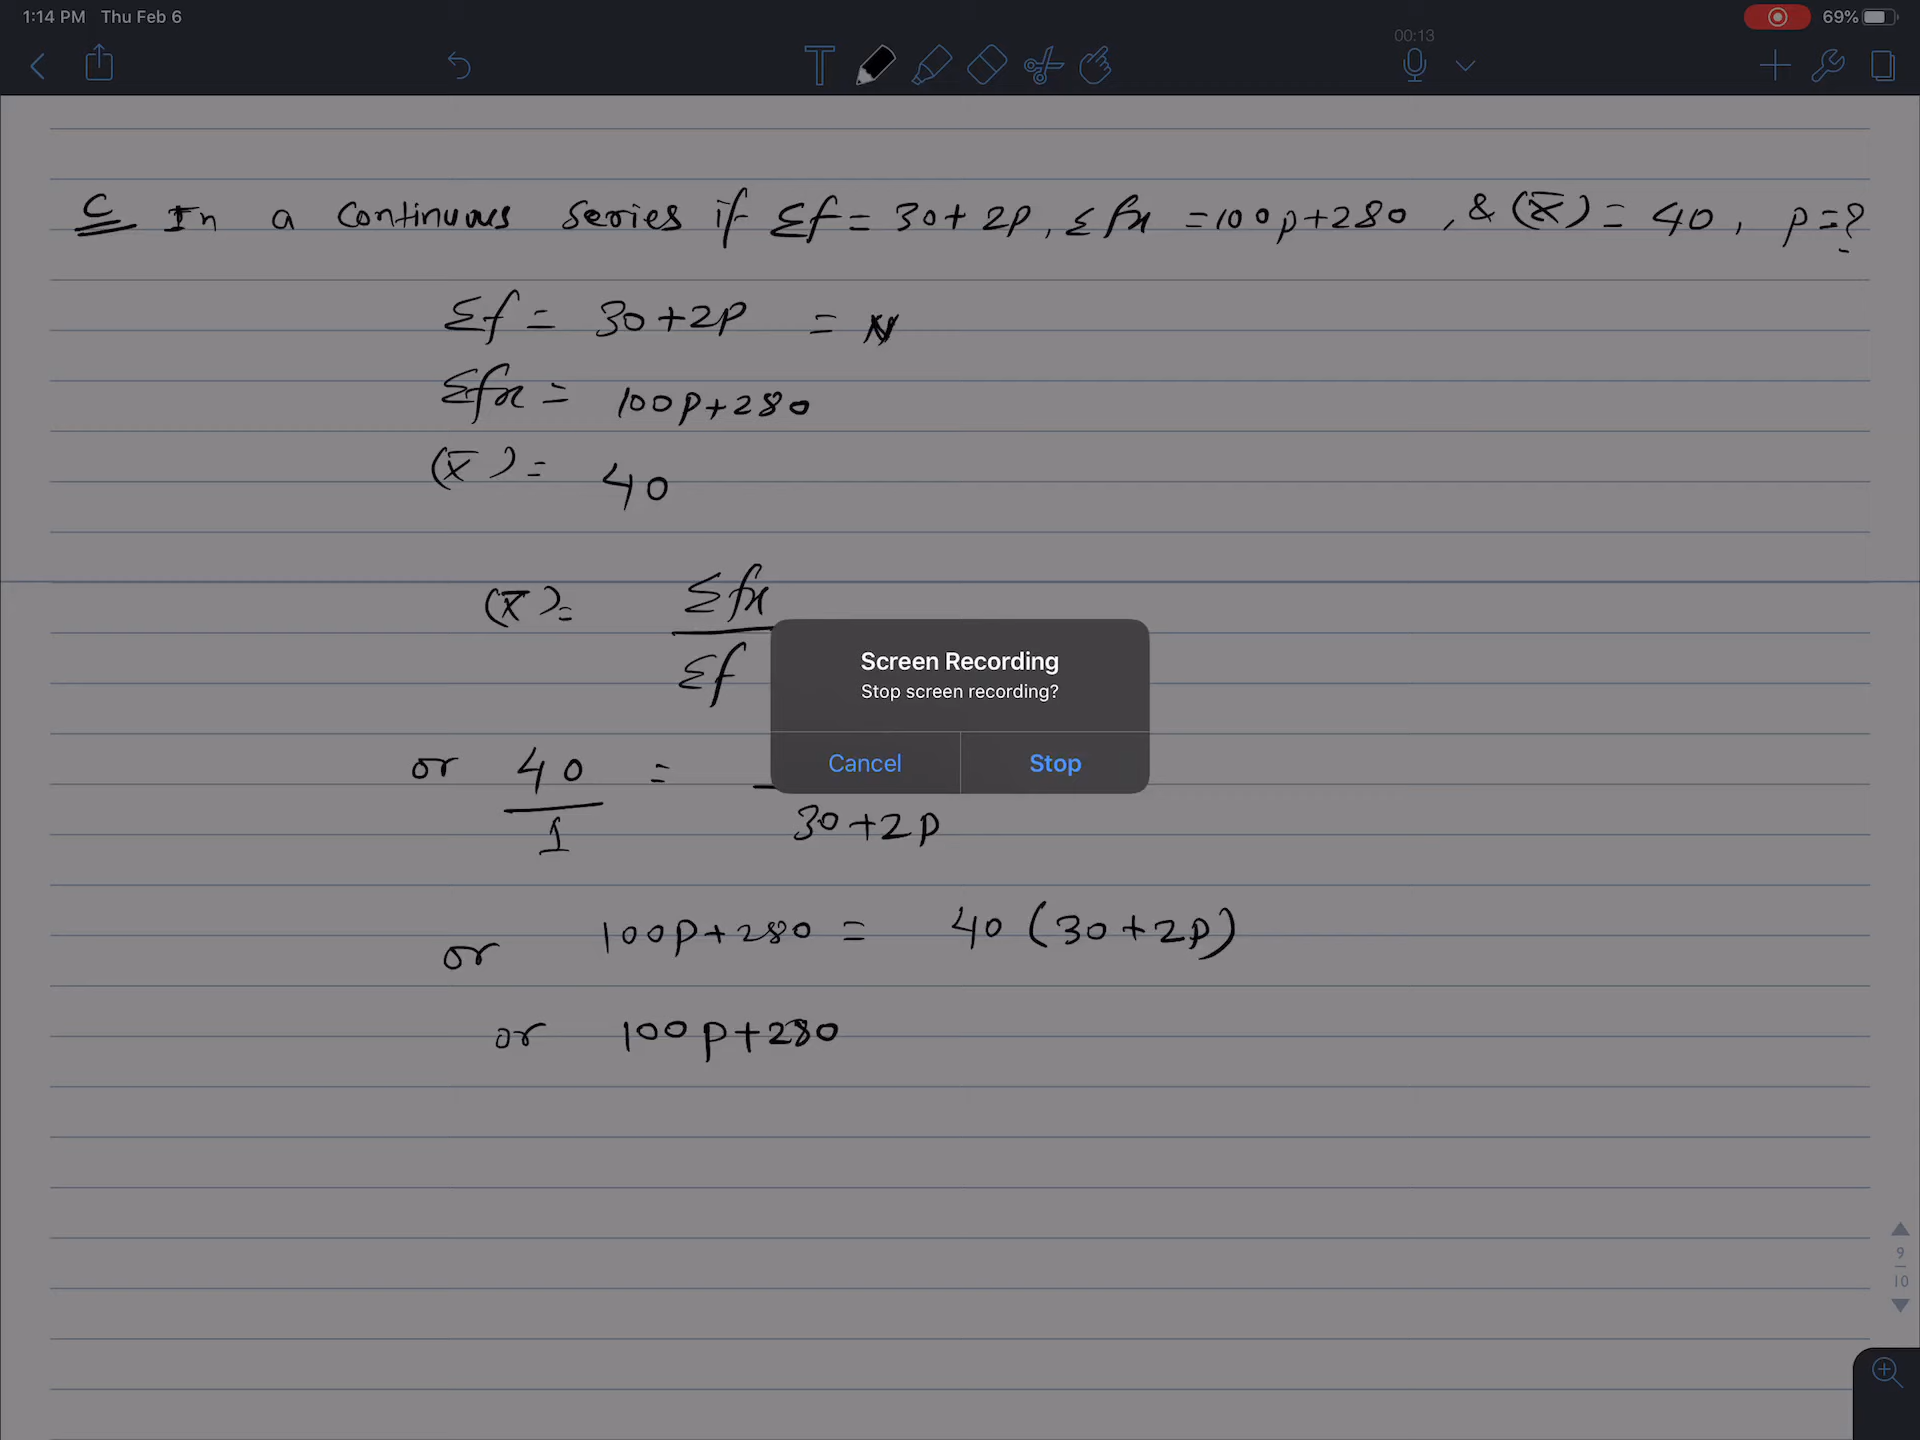 1:14 PM Thu Feb 6
69%
00:13
C In a continuous series if Σf = 30+2p, Σfx = 100p+280, & (x̄) = 40, p=?
Σf = 30+2p = N
Σfx = 100p+280
(x̄) = 40
(x̄) = Σfx
Σf
Screen Recording
Stop screen recording?
Cancel Stop
or 40 =
1 30+2p
or 100p+280 = 40 (30+2p)
or 100p+280
9
10